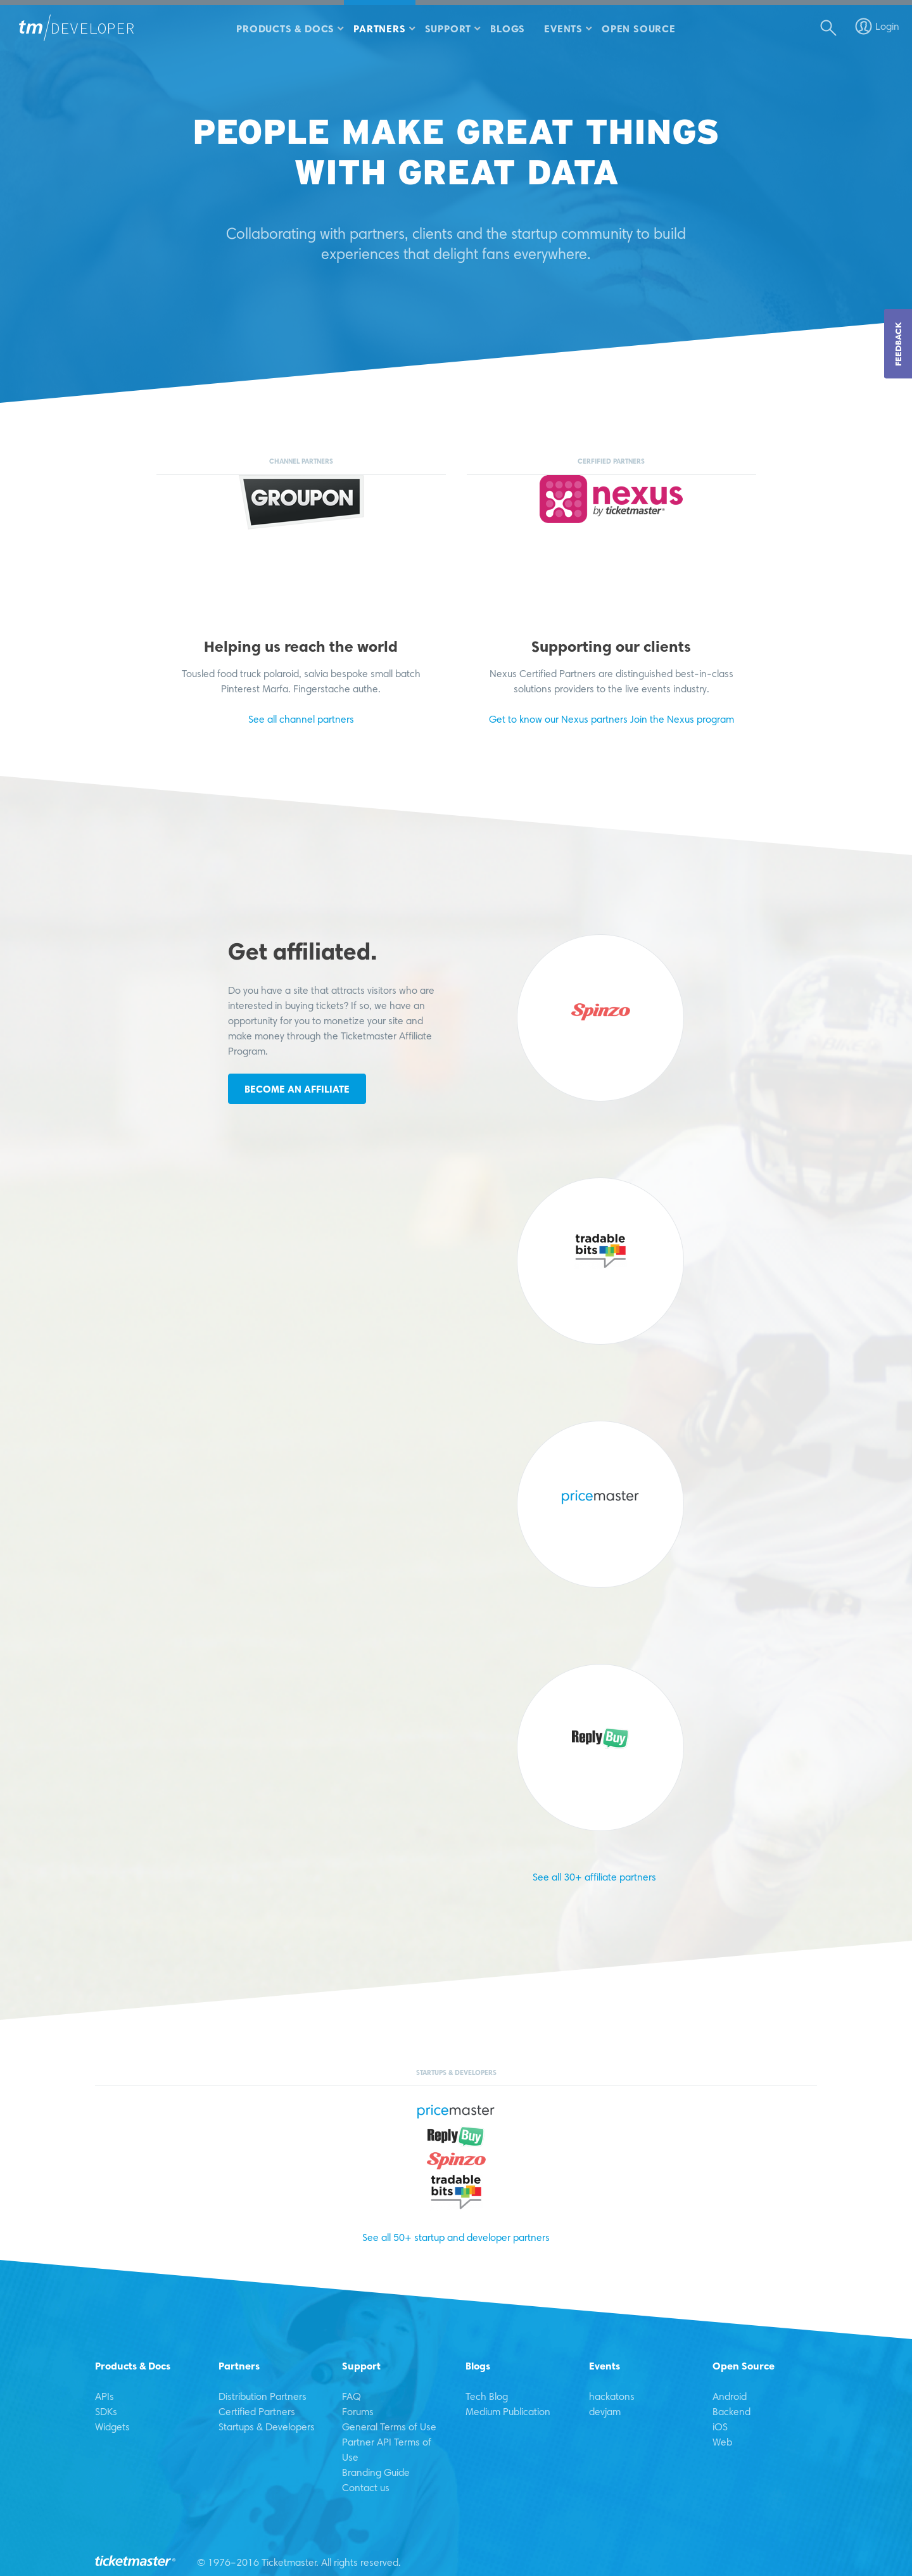 tm/DEVELOPER
PRODUCTS & DOCS
PARTNERS
SUPPORT
BLOGS
EVENTS
OPEN SOURCE
Login
PEOPLE MAKE GREAT THINGS
WITH GREAT DATA
Collaborating with partners, clients and the startup community to build
experiences that delight fans everywhere.
FEEDBACK
CHANNEL PARTNERS
GROUPON
Helping us reach the world
Tousled food truck polaroid, salvia bespoke small batch
Pinterest Marfa. Fingerstache authe.
See all channel partners
CERFIFIED PARTNERS
nexus
by ticketmaster®
Supporting our clients
Nexus Certified Partners are distinguished best-in-class
solutions providers to the live events industry.
Get to know our Nexus partners Join the Nexus program
Get affiliated.
Do you have a site that attracts visitors who are
interested in buying tickets? If so, we have an
opportunity for you to monetize your site and
make money through the Ticketmaster Affiliate
Program.
BECOME AN AFFILIATE
Spinzo
tradable
bits
pricemaster
ReplyBuy
See all 30+ affiliate partners
STARTUPS & DEVELOPERS
pricemaster
ReplyBuy
Spinzo
tradable
bits
See all 50+ startup and developer partners
Products & Docs
APIs
SDKs
Widgets
Partners
Distribution Partners
Certified Partners
Startups & Developers
Support
FAQ
Forums
General Terms of Use
Partner API Terms of
Use
Branding Guide
Contact us
Blogs
Tech Blog
Medium Publication
Events
hackatons
devjam
Open Source
Android
Backend
iOS
Web
ticketmaster®
© 1976-2016 Ticketmaster. All rights reserved.